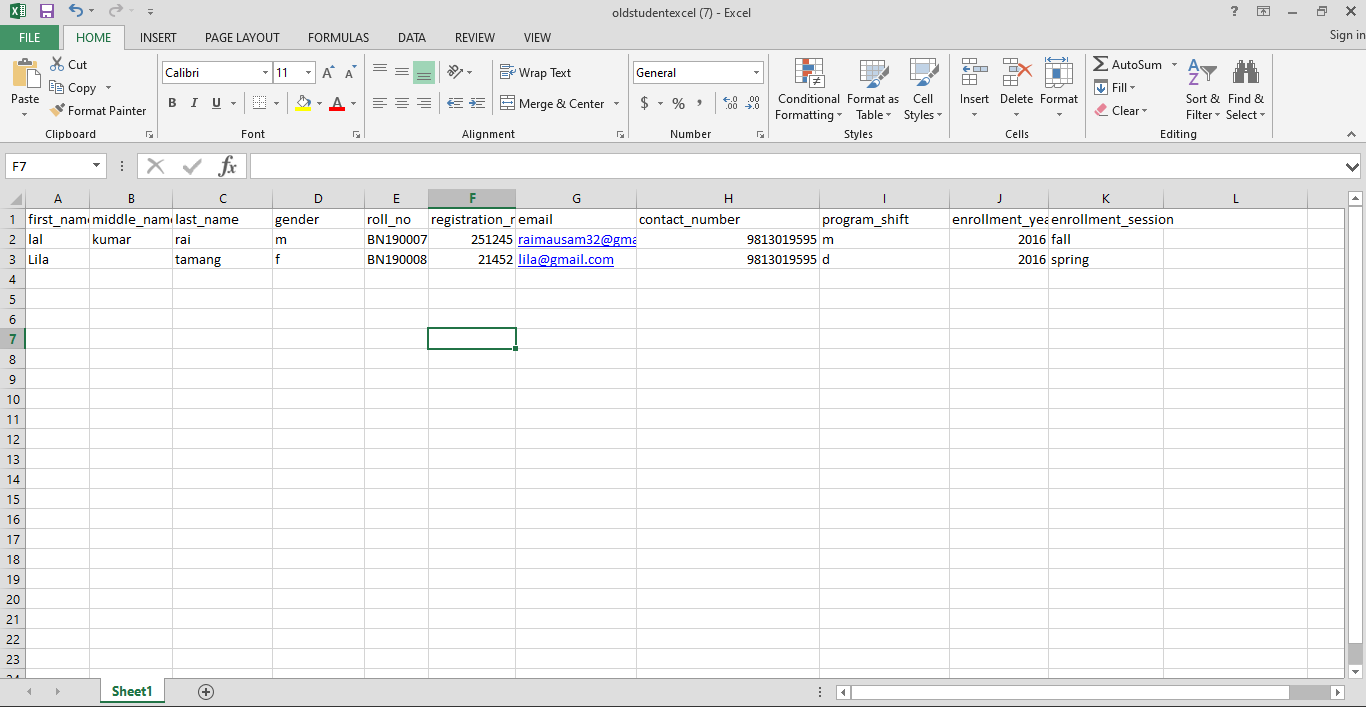 oldstudentexcel (7) - Excel
?
FILE HOME INSERT PAGE LAYOUT FORMULAS DATA REVIEW VIEW Sign in
Paste
Cut
Copy
Format Painter
Clipboard
Calibri 11 A A
B I U A
Font
Wrap Text
Merge & Center
Alignment
General
$ % , .00 .00
Number
Conditional Formatting
Format as Table
Cell Styles
Styles
Insert Delete Format
Cells
AutoSum
Fill
Clear
Sort & Filter
Find & Select
Editing
F7 fx
A B C D E F G H I J K L
1 first_name middle_nam last_name gender roll_no registration_r email contact_number program_shift enrollment_yea enrollment_session
2 lal kumar rai m BN190007 251245 raimausam32@gma 9813019595 m 2016 fall
3 Lila tamang f BN190008 21452 lila@gmail.com 9813019595 d 2016 spring
4
5
6
7
8
9
10
11
12
13
14
15
16
17
18
19
20
21
22
23
24
Sheet1